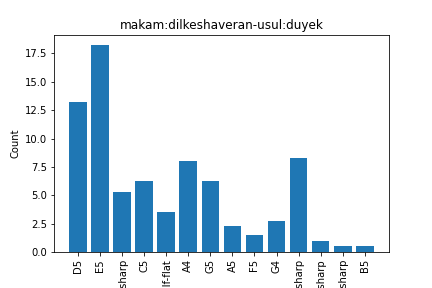 makam:dilkeshaveran-usul:duyek
17.5
15.0
12.5
10.0
7.5
5.0
2.5
0.0
Count
D5
E5
sharp
C5
lf-flat
A4
G5
A5
F5
G4
sharp
sharp
sharp
B5